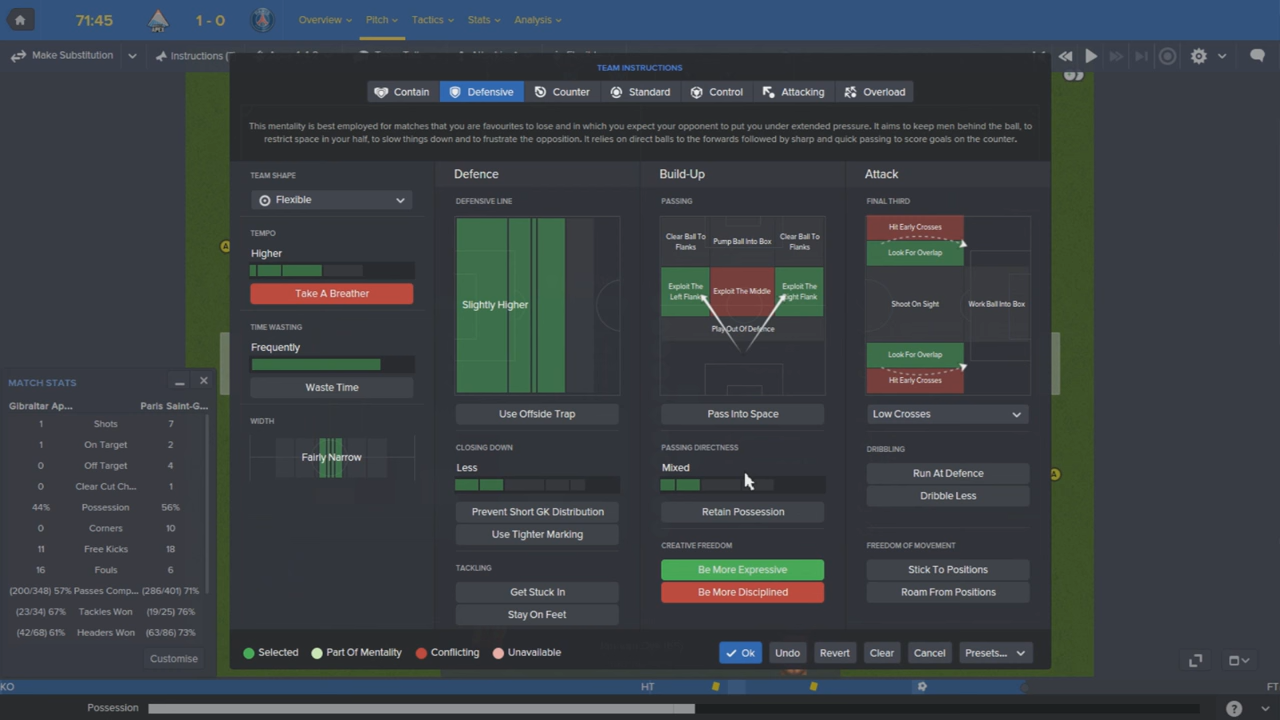 71:45 APES 1 - 0 Overview Pitch Tactics Stats Analysis
Make Substitution Instructions
TEAM INSTRUCTIONS
Contain Defensive Counter Standard Control Attacking Overload
This mentality is best employed for matches that you are favourites to lose and in which you expect your opponent to put you under extended pressure. It aims to keep men behind the ball, to
restrict space in your half, to slow things down and to frustrate the opposition. It relies on direct balls to the forwards followed by sharp and quick passing to score goals on the counter.
TEAM SHAPE
Flexible
TEMPO
Higher
Take A Breather
TIME WASTING
Frequently
Waste Time
WIDTH
Fairly Narrow
Defence
DEFENSIVE LINE
Slightly Higher
Use Offside Trap
CLOSING DOWN
Less
Prevent Short GK Distribution
Use Tighter Marking
TACKLING
Get Stuck In
Stay On Feet
Build-Up
PASSING
Clear Ball To Flanks
Pump Ball Into Box
Clear Ball To Flanks
Exploit The Left Flank
Exploit The Middle
Exploit The Right Flank
Play Out Of Defence
Pass Into Space
PASSING DIRECTNESS
Mixed
Retain Possession
CREATIVE FREEDOM
Be More Expressive
Be More Disciplined
Attack
FINAL THIRD
Hit Early Crosses
Look For Overlap
Shoot On Sight
Work Ball Into Box
Look For Overlap
Hit Early Crosses
Low Crosses
DRIBBLING
Run At Defence
Dribble Less
FREEDOM OF MOVEMENT
Stick To Positions
Roam From Positions
Selected Part Of Mentality Conflicting Unavailable Ok Undo Revert Clear Cancel Presets...
MATCH STATS
Gibraltar Ap... Paris Saint-G...
1 Shots 7
1 On Target 2
0 Off Target 4
0 Clear Cut Ch... 1
44% Possession 56%
0 Corners 10
11 Free Kicks 18
16 Fouls 6
(200/348) 57% Passes Comp... (286/401) 71%
(23/34) 67% Tackles Won (19/25) 76%
(42/68) 61% Headers Won (63/86) 73%
Customise
KO HT FT
Possession